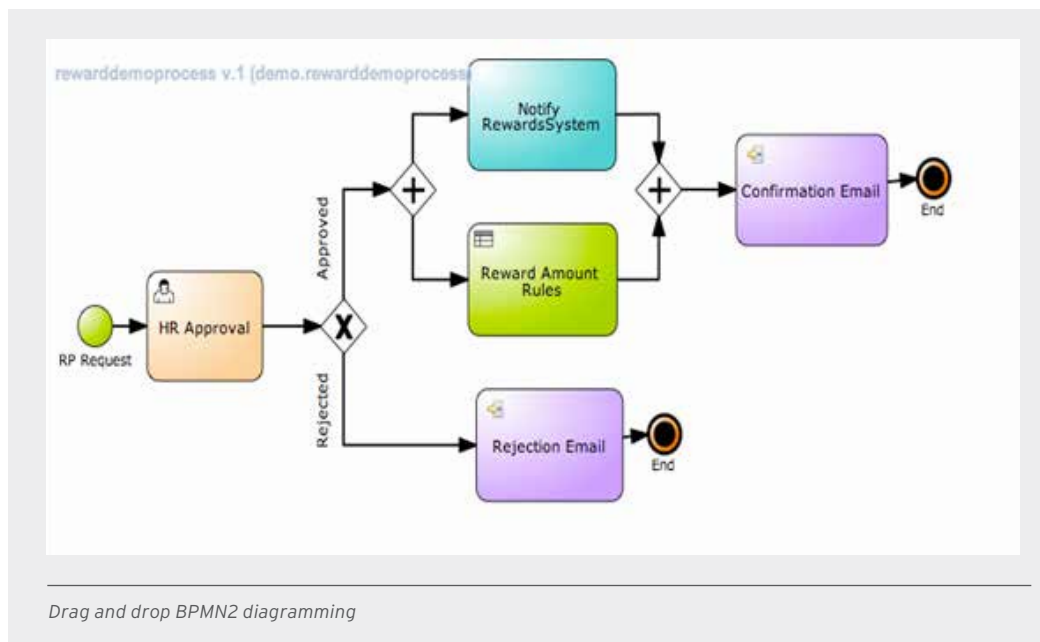 rewarddemoprocess v.1 (demo.rewarddemoprocess)
Notify
RewardsSystem
Confirmation Email
End
Approved
Reward Amount
Rules
HR Approval
RP Request
Rejected
Rejection Email
End
Drag and drop BPMN2 diagramming